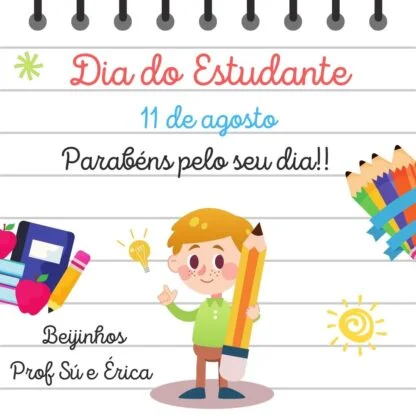 Dia do Estudante
11 de agosto
Parabéns pelo seu dia!!
Beijinhos
Prof Sú e Érica